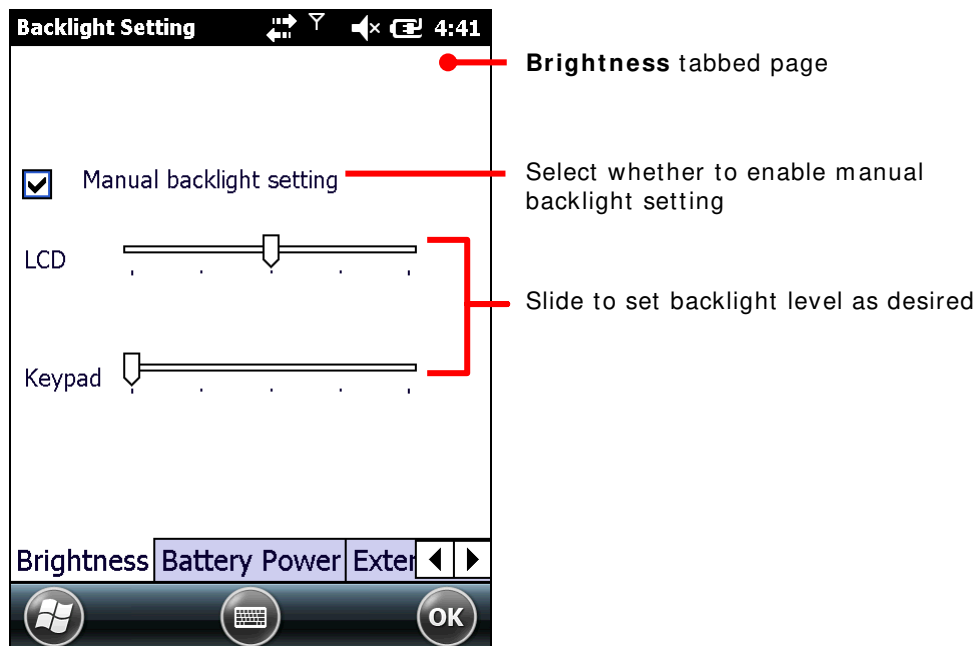 Backlight Setting 4:41
Brightness tabbed page
Manual backlight setting
Select whether to enable manual
backlight setting
LCD
Slide to set backlight level as desired
Keypad
Brightness Battery Power Exter
OK